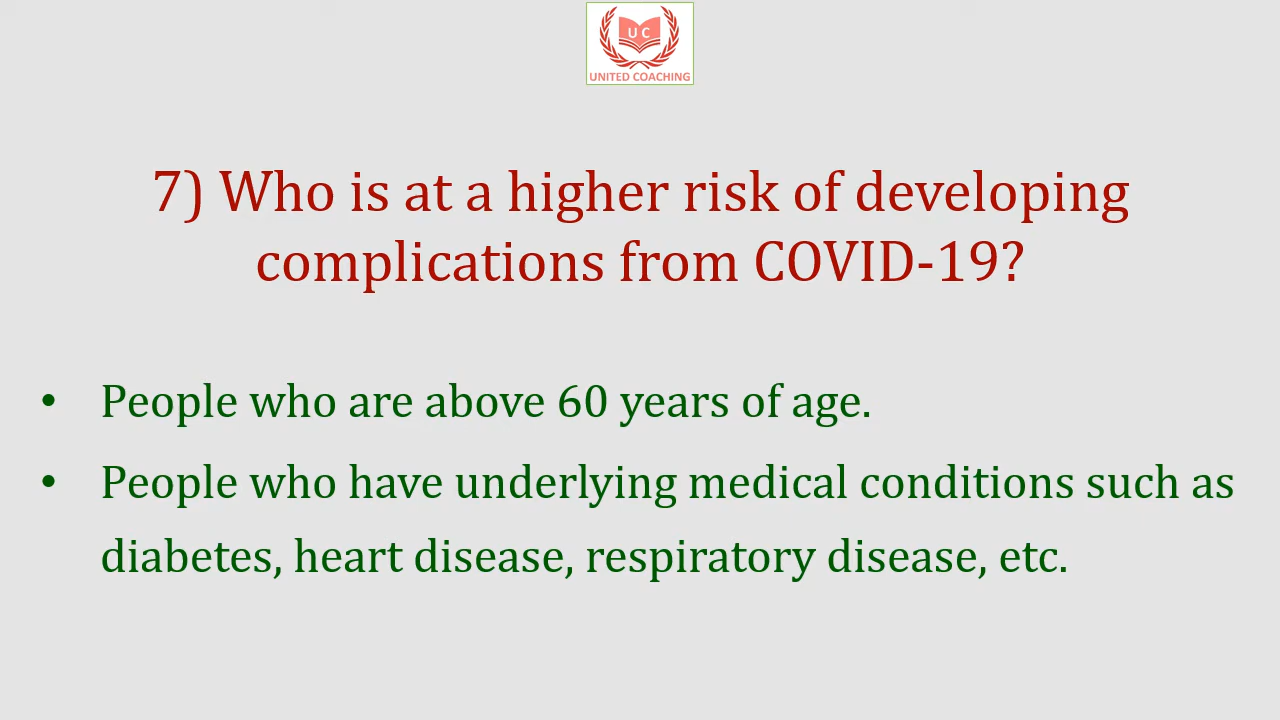 U C
UNITED COACHING
7) Who is at a higher risk of developing
complications from COVID-19?
• People who are above 60 years of age.
• People who have underlying medical conditions such as
diabetes, heart disease, respiratory disease, etc.